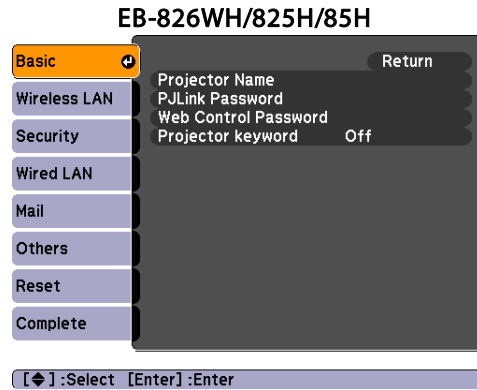 EB-826WH/825H/85H
Basic
Return
Projector Name
Wireless LAN
PJLink Password
Web Control Password
Security
Projector keyword Off
Wired LAN
Mail
Others
Reset
Complete
[◆] :Select [Enter] :Enter